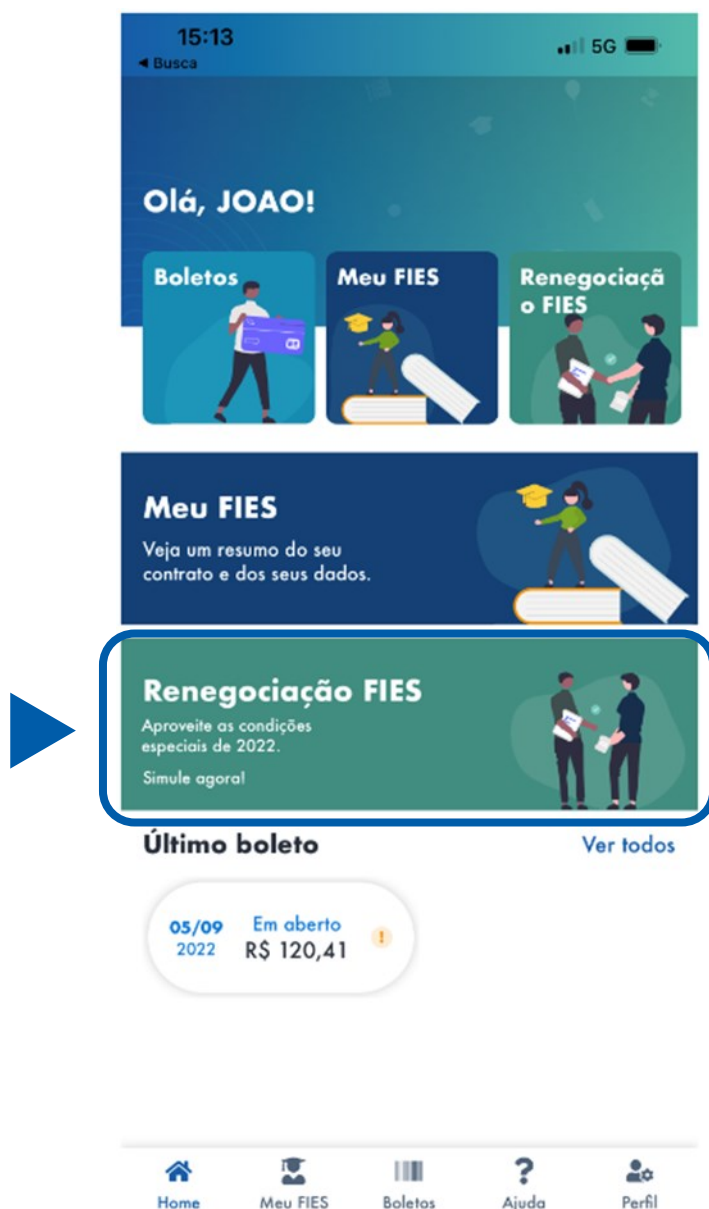 15:13
5G
◀ Busca
Olá, JOAO!
Boletos
Meu FIES
Renegociaçã
o FIES
Meu FIES
Veja um resumo do seu
contrato e dos seus dados.
Renegociação FIES
Aproveite as condições
especiais de 2022.
Simule agora!
Último boleto
Ver todos
05/09
2022
Em aberto
R$ 120,41
!
Home
Meu FIES
Boletos
Ajuda
Perfil